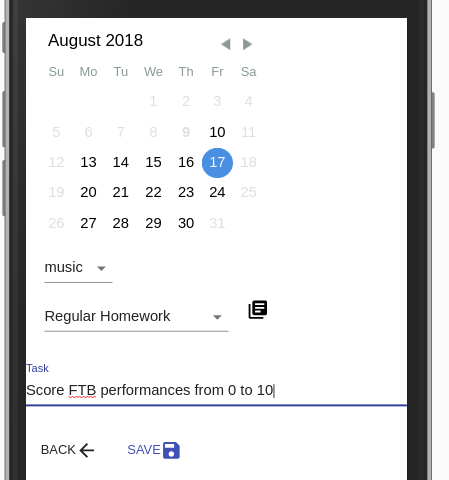 August 2018
Su Mo Tu We Th Fr Sa
1 2 3 4
5 6 7 8 9 10 11
12 13 14 15 16 17 18
19 20 21 22 23 24 25
26 27 28 29 30 31
music
Regular Homework
Task
Score FTB performances from 0 to 10
BACK SAVE